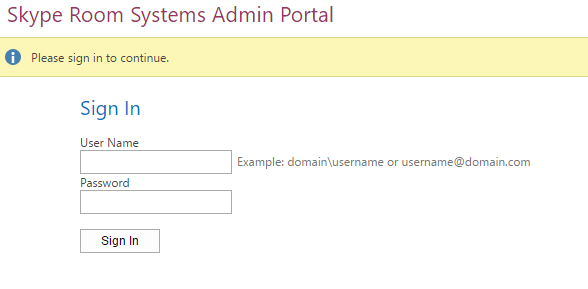 Skype Room Systems Admin Portal
Please sign in to continue.
Sign In
User Name
Example: domain\username or username@domain.com
Password
Sign In